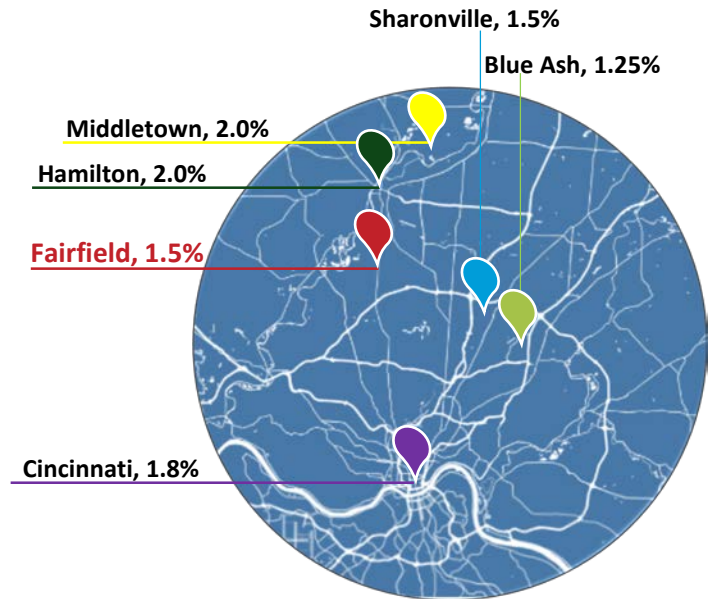 Sharonville, 1.5%
Blue Ash, 1.25%
Middletown, 2.0%
Hamilton, 2.0%
Fairfield, 1.5%
Cincinnati, 1.8%